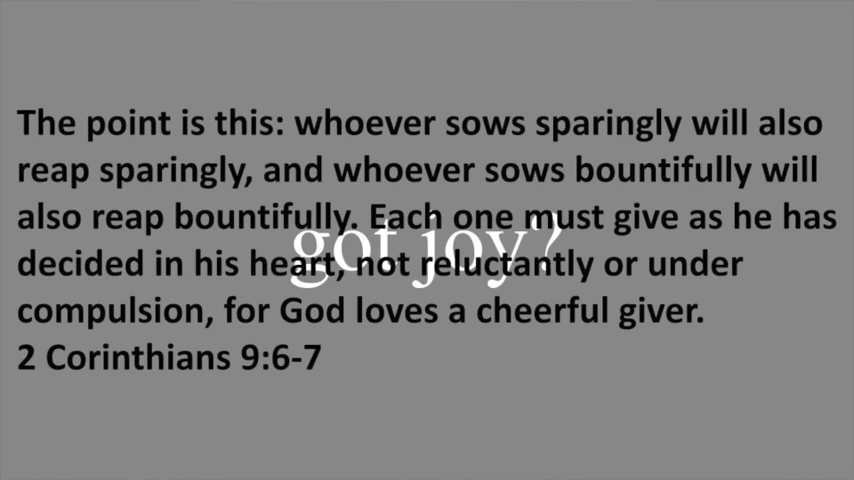 The point is this: whoever sows sparingly will also
reap sparingly, and whoever sows bountifully will
also reap bountifully. Each one must give as he has
got joy?
decided in his heart, not reluctantly or under
compulsion, for God loves a cheerful giver.
2 Corinthians 9:6-7